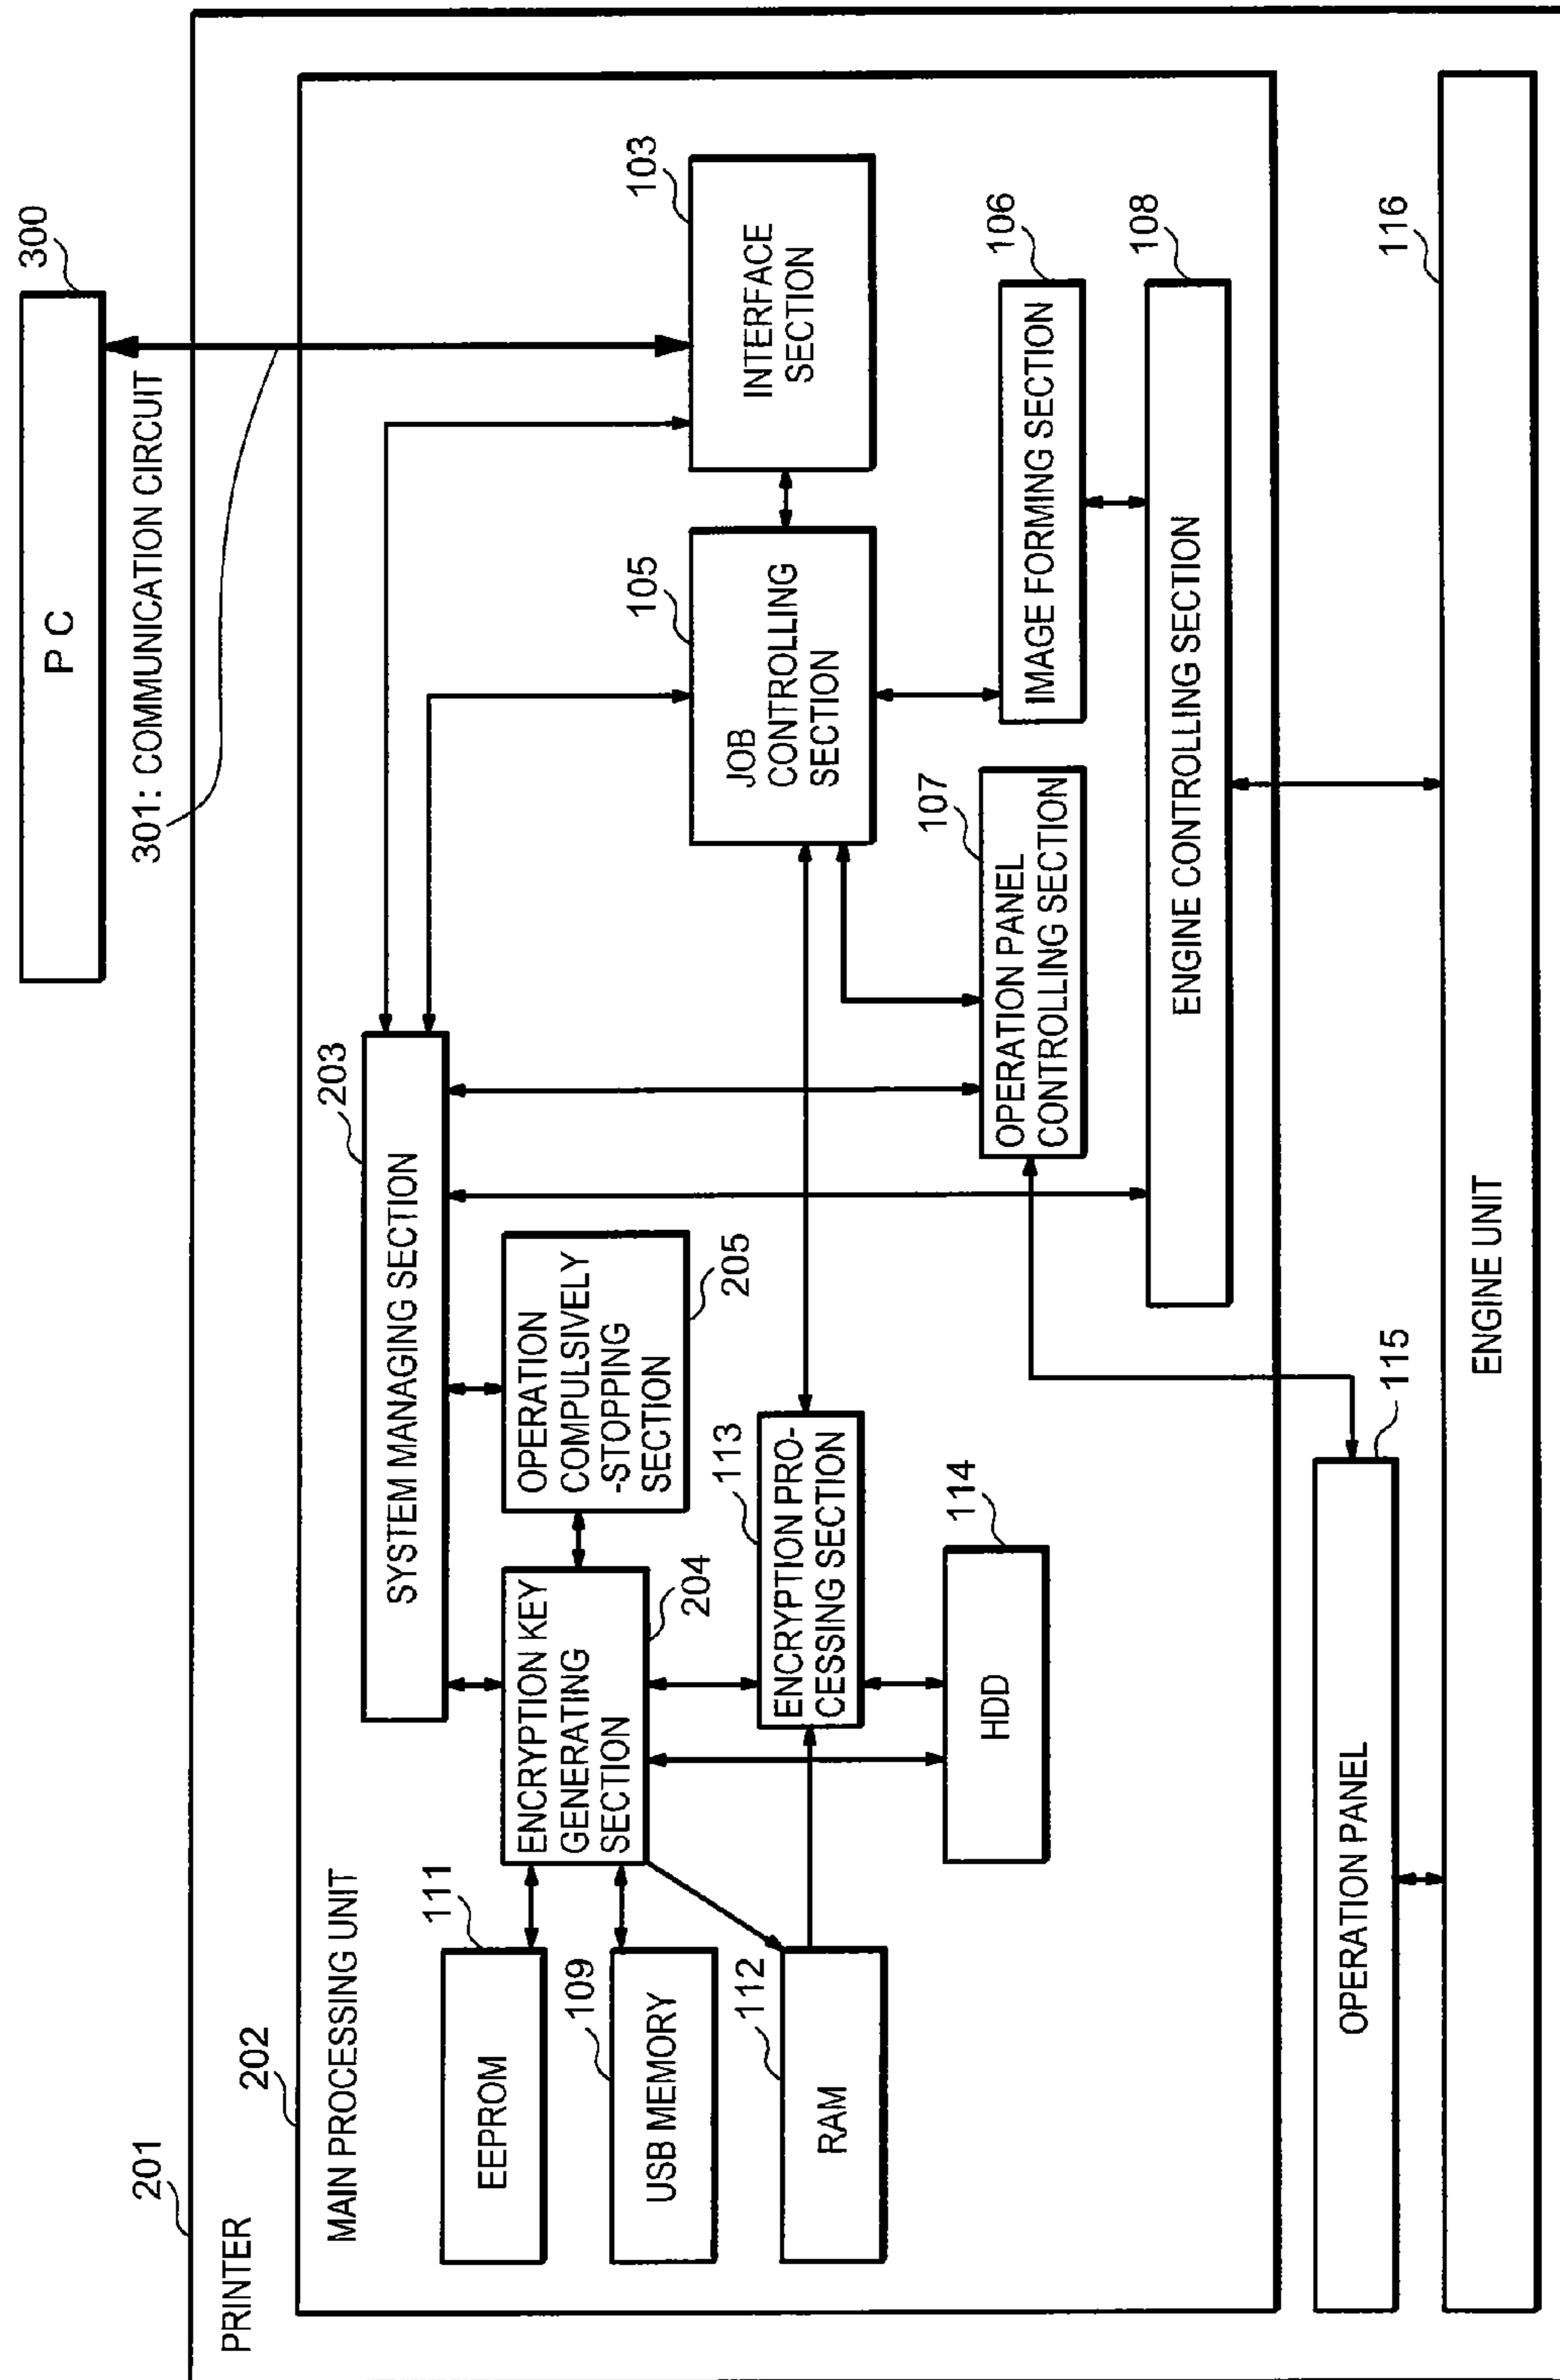 300
P C
301: COMMUNICATION CIRCUIT
201
PRINTER
202
MAIN PROCESSING UNIT
203
SYSTEM MANAGING SECTION
103
INTERFACE
SECTION
105
JOB
CONTROLLING
SECTION
111
EEPROM
109
USB MEMORY
112
RAM
ENCRYPTION KEY
GENERATING
SECTION
204
OPERATION
COMPULSIVELY
-STOPPING
SECTION
205
113
ENCRYPTION PRO-
CESSING SECTION
114
HDD
107
OPERATION PANEL
CONTROLLING SECTION
106
IMAGE FORMING SECTION
108
ENGINE CONTROLLING SECTION
115
OPERATION PANEL
116
ENGINE UNIT